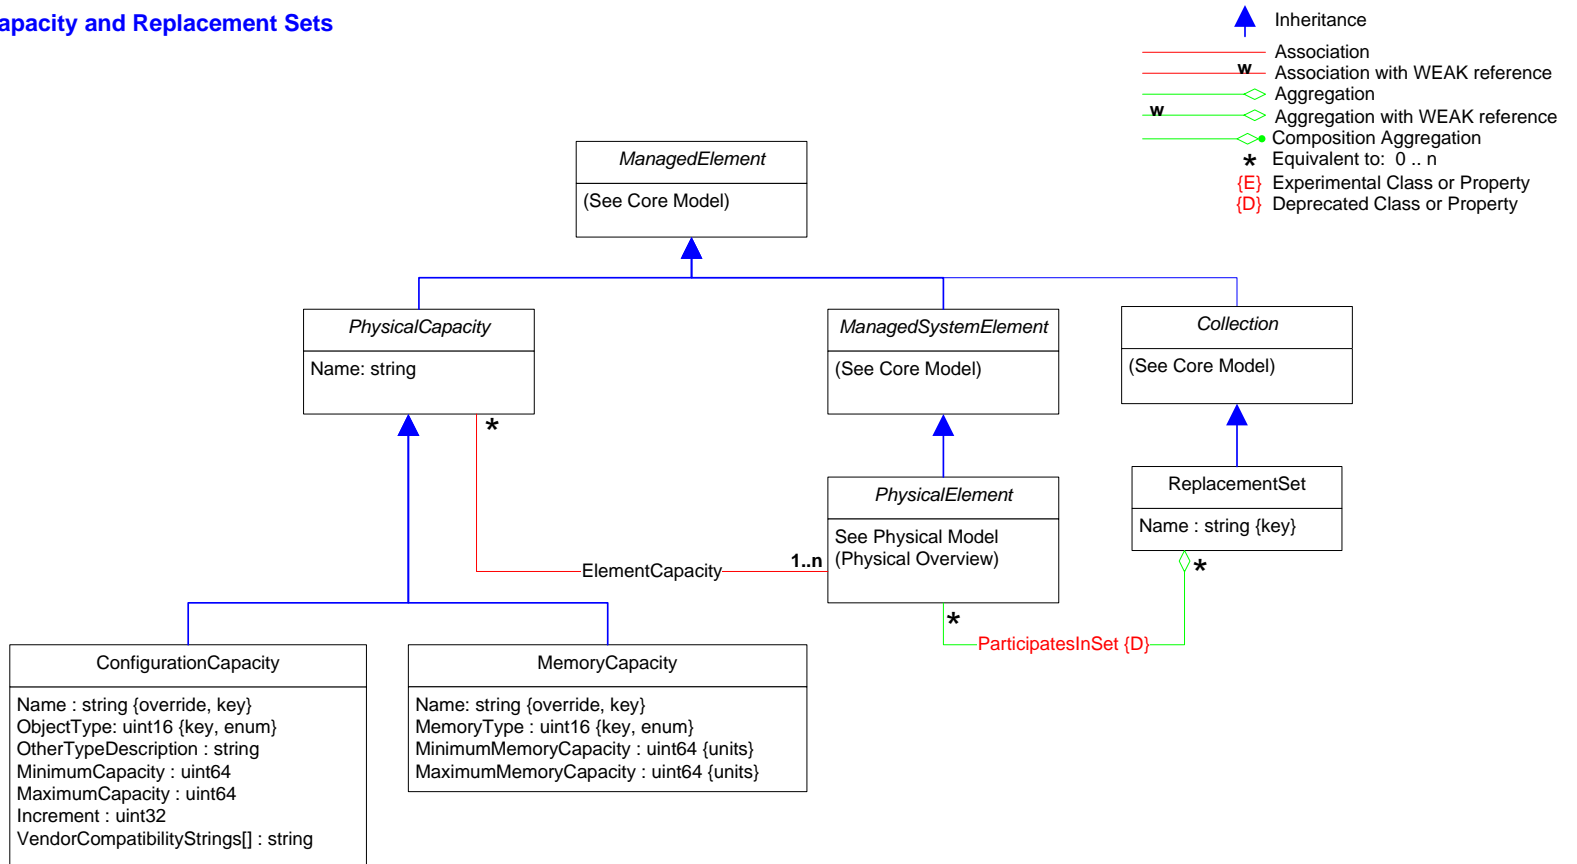 apacity and Replacement Sets
Inheritance
Association
w
Association with WEAK reference
Aggregation
w
Aggregation with WEAK reference
Composition Aggregation
* Equivalent to: 0 .. n
{E} Experimental Class or Property
{D} Deprecated Class or Property
ManagedElement
(See Core Model)
PhysicalCapacity
Name: string
ManagedSystemElement
(See Core Model)
Collection
(See Core Model)
*
PhysicalElement
See Physical Model
(Physical Overview)
ReplacementSet
Name : string {key}
ElementCapacity
1..n
*
*
ParticipatesInSet {D}
ConfigurationCapacity
Name : string {override, key}
ObjectType: uint16 {key, enum}
OtherTypeDescription : string
MinimumCapacity : uint64
MaximumCapacity : uint64
Increment : uint32
VendorCompatibilityStrings[] : string
MemoryCapacity
Name: string {override, key}
MemoryType : uint16 {key, enum}
MinimumMemoryCapacity : uint64 {units}
MaximumMemoryCapacity : uint64 {units}